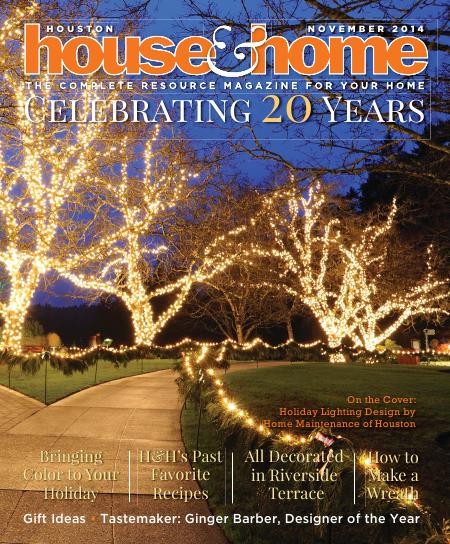 HOUSTON
NOVEMBER 2014
house&home
THE COMPLETE RESOURCE MAGAZINE FOR YOUR HOME
CELEBRATING 20 YEARS
On the Cover:
Holiday Lighting Design by
Home Maintenance of Houston
Bringing
Color to Your
Holiday
H&H's Past
Favorite
Recipes
All Decorated
in Riverside
Terrace
How to
Make a
Wreath
Gift Ideas • Tastemaker: Ginger Barber, Designer of the Year